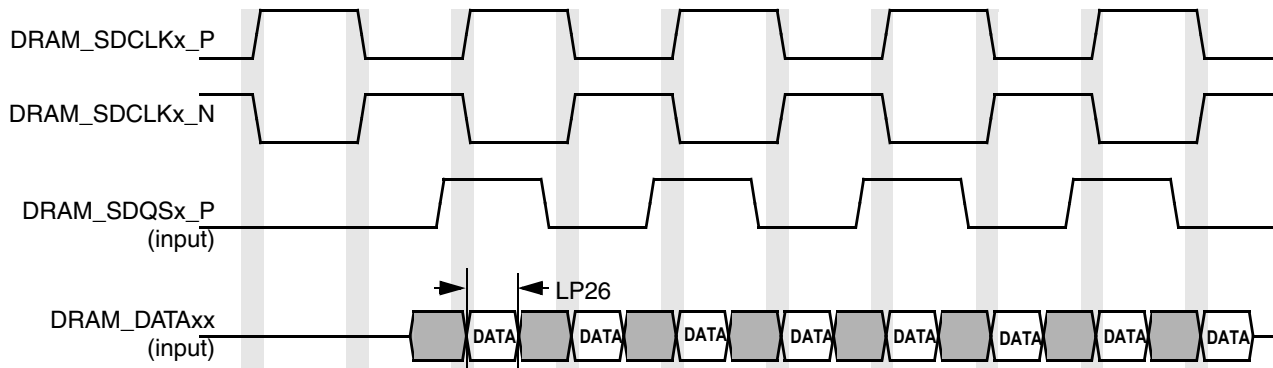 DRAM_SDCLKx_P
DRAM_SDCLKx_N
DRAM_SDQSx_P
(input)
LP26
DRAM_DATAxx
(input)
DATA DATA DATA DATA DATA DATA DATA DATA